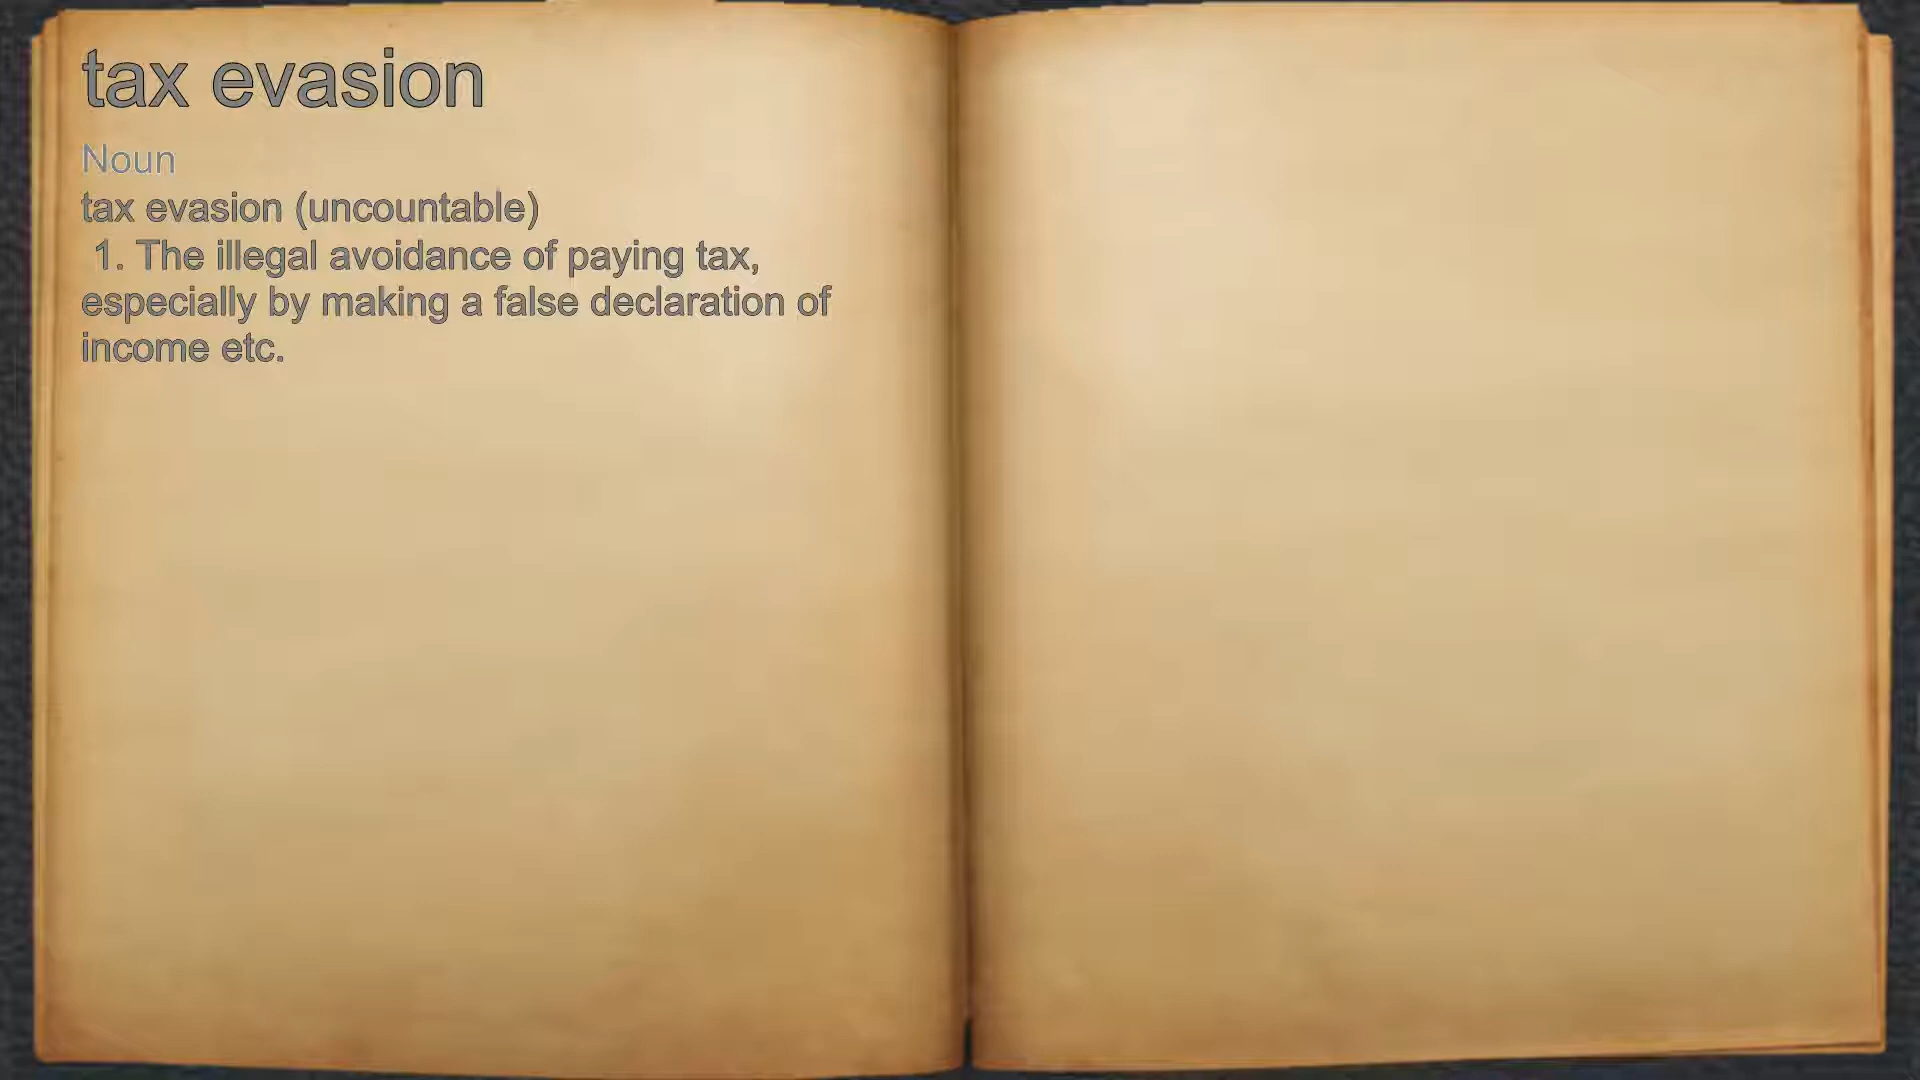 tax evasion
Noun
tax evasion (uncountable)
1. The illegal avoidance of paying tax,
especially by making a false declaration of
income etc.